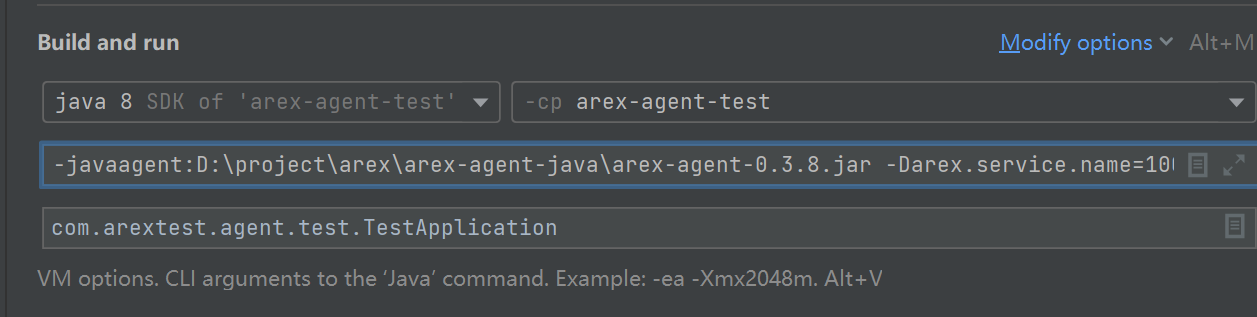 Build and run
Modify options Alt+M
java 8 SDK of 'arex-agent-test' -cp arex-agent-test
-javaagent:D:\project\arex\arex-agent-java\arex-agent-0.3.8.jar -Darex.service.name=10
com.arextest.agent.test.TestApplication
VM options. CLI arguments to the ‘Java’ command. Example: -ea -Xmx2048m. Alt+V